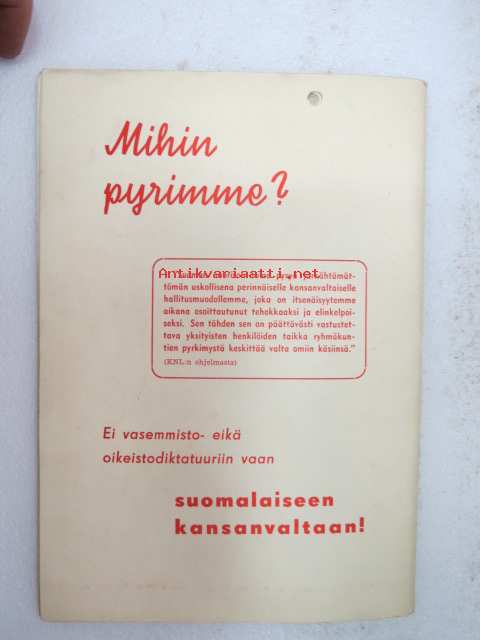 Mihin
pyrimme?
Antikvariaatti.net
pysyä järkähtämät-
tömän uskollisena perinnäiselle kansanvaltaiselle
hallitusmuodollemme, joka on itsenäisyytemme
aikana osoittautunut tehokkaaksi ja elinkelpoi-
seksi. Sen tähden sen on päättävästi vastustet-
tava yksityisten henkilöiden taikka ryhmäkun-
tien pyrkimystä keskittää valta omiin käsiinsä."
(KNL:n ohjelmasta)
Ei vasemmisto- eikä
oikeistodiktatuuriin vaan
suomalaiseen
kansanvaltaan!